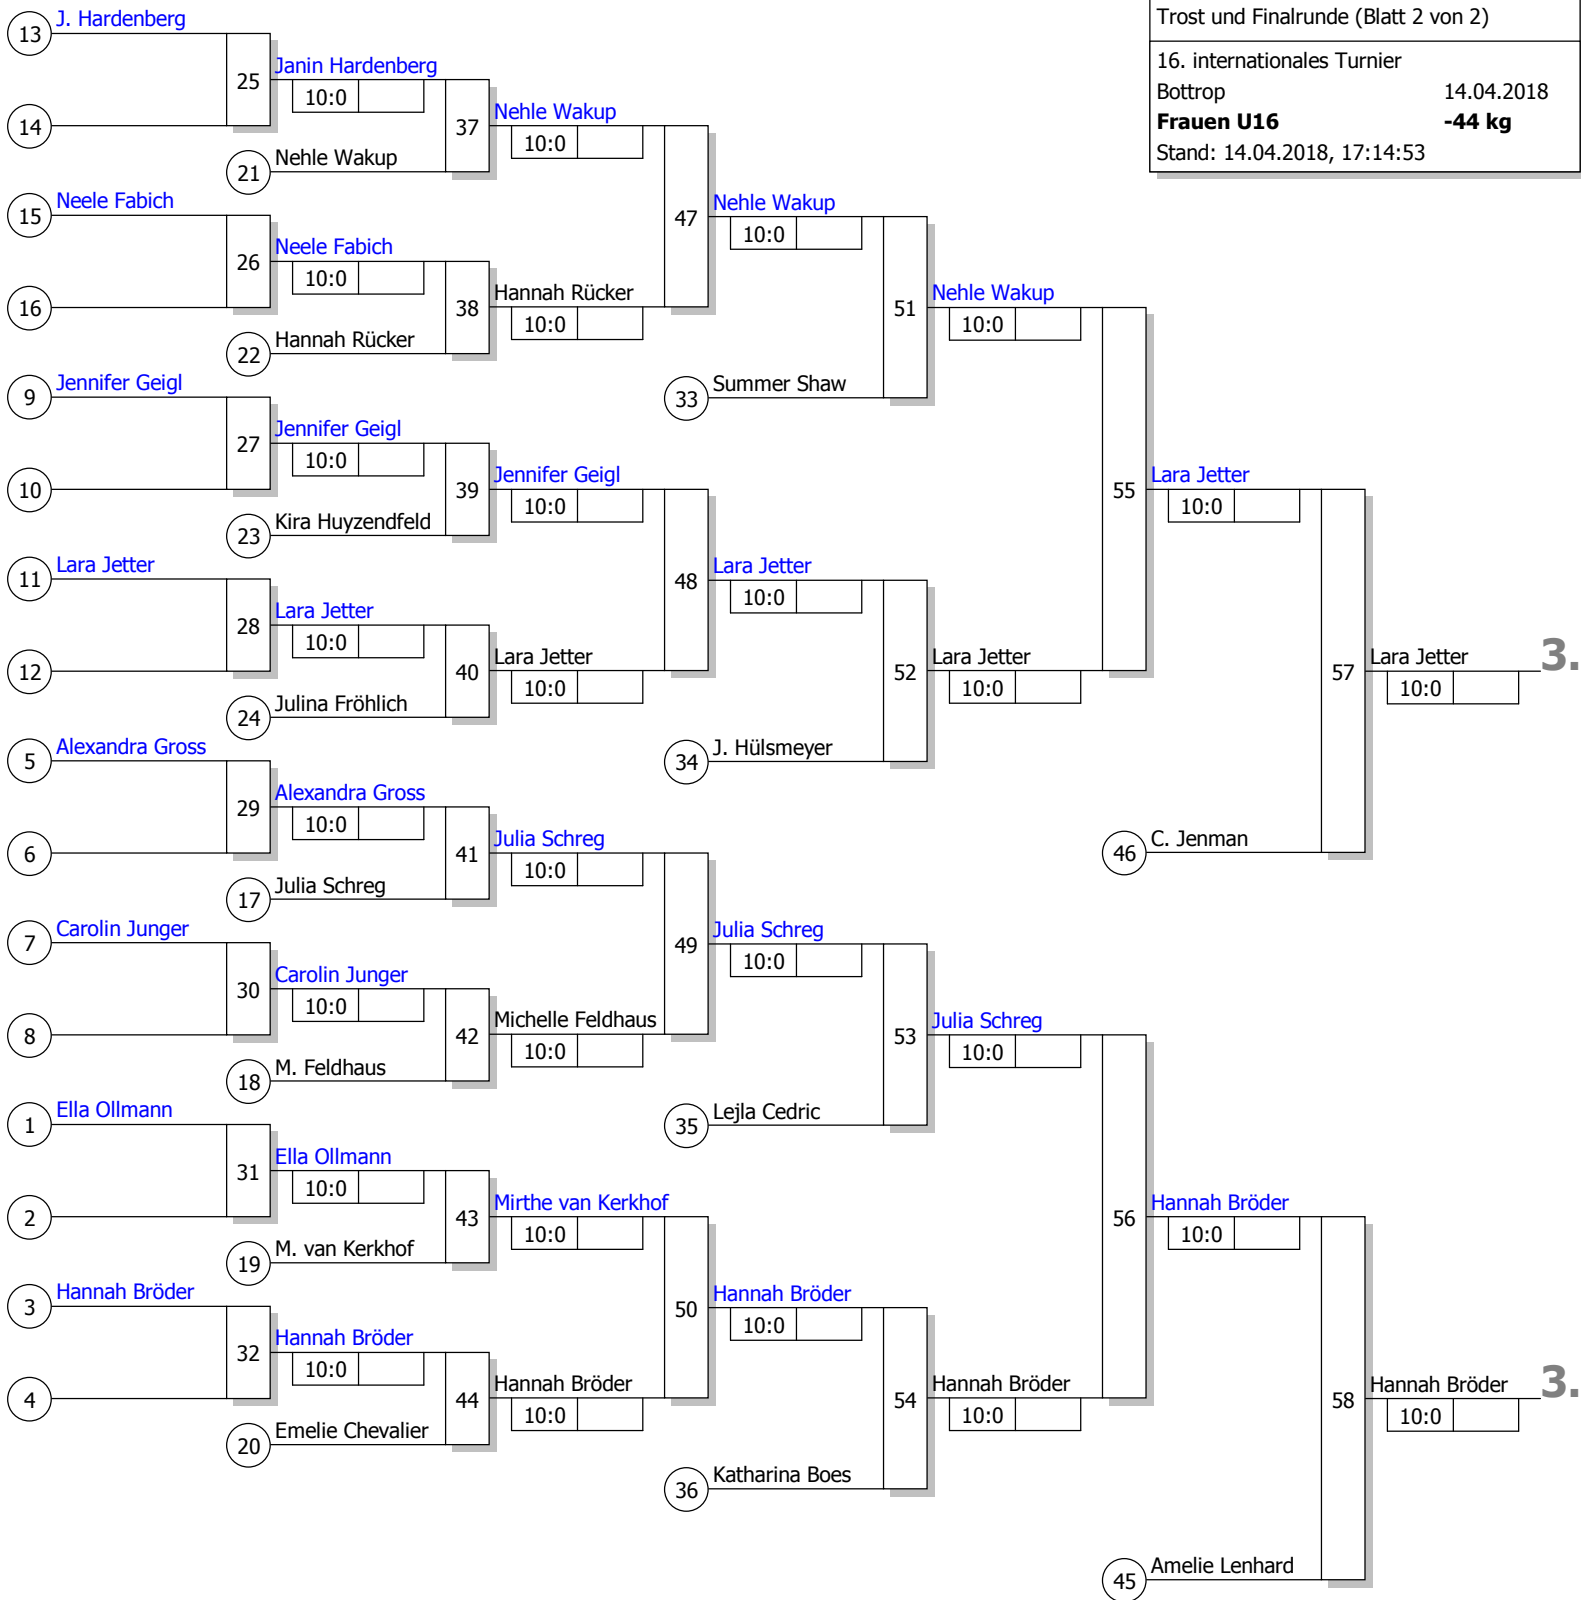 Trost und Finalrunde (Blatt 2 von 2)
16. internationales Turnier
Bottrop 14.04.2018
Frauen U16 -44 kg
Stand: 14.04.2018, 17:14:53
13 J. Hardenberg
14
25
Janin Hardenberg
10:0
21 Nehle Wakup
37
Nehle Wakup
10:0
15 Neele Fabich
16
26
Neele Fabich
10:0
22 Hannah Rücker
38
Hannah Rücker
10:0
47
Nehle Wakup
10:0
33 Summer Shaw
51
Nehle Wakup
10:0
9 Jennifer Geigl
10
27
Jennifer Geigl
10:0
23 Kira Huyzendfeld
39
Jennifer Geigl
10:0
11 Lara Jetter
12
28
Lara Jetter
10:0
24 Julina Fröhlich
40
Lara Jetter
10:0
48
Lara Jetter
10:0
34 J. Hülsmeyer
52
Lara Jetter
10:0
55
Lara Jetter
10:0
46 C. Jenman
57
Lara Jetter
10:0
3.
5 Alexandra Gross
6
29
Alexandra Gross
10:0
17 Julia Schreg
41
Julia Schreg
10:0
7 Carolin Junger
8
30
Carolin Junger
10:0
18 M. Feldhaus
42
Michelle Feldhaus
10:0
49
Julia Schreg
10:0
35 Lejla Cedric
53
Julia Schreg
10:0
1 Ella Ollmann
2
31
Ella Ollmann
10:0
19 M. van Kerkhof
43
Mirthe van Kerkhof
10:0
3 Hannah Bröder
4
32
Hannah Bröder
10:0
20 Emelie Chevalier
44
Hannah Bröder
10:0
50
Hannah Bröder
10:0
36 Katharina Boes
54
Hannah Bröder
10:0
56
Hannah Bröder
10:0
45 Amelie Lenhard
58
Hannah Bröder
10:0
3.